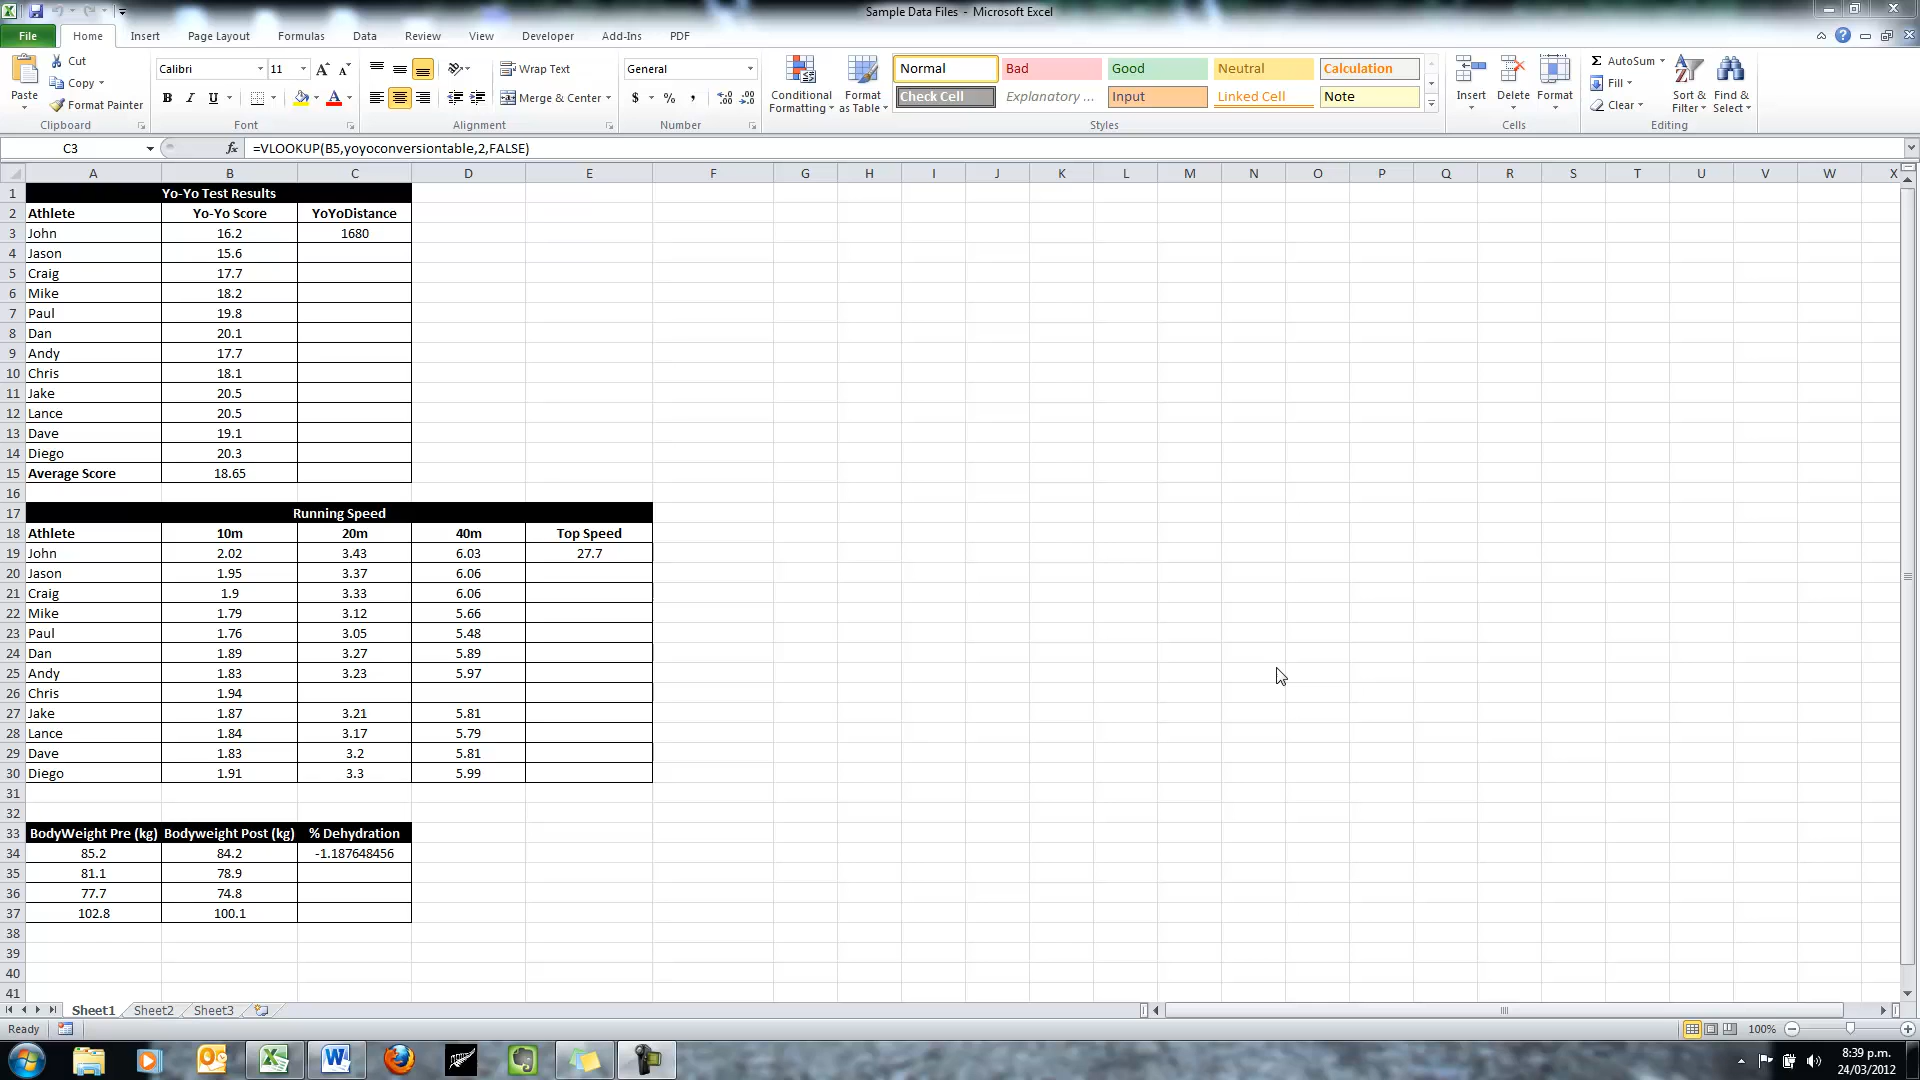 Sample Data Files - Microsoft Excel
File Home Insert Page Layout Formulas Data Review View Developer Add-Ins PDF
Paste
Cut
Copy
Format Painter
Clipboard
Calibri 11
B I U
Font
Wrap Text
Merge & Center
Alignment
General
$ % ,
Number
Conditional Formatting
Format as Table
Normal Bad Good Neutral Calculation
Check Cell Explanatory ... Input Linked Cell Note
Styles
Insert Delete Format
Cells
Σ AutoSum
Fill
Clear
Sort & Filter
Find & Select
Editing
C3 fx =VLOOKUP(B5,yoyoconversiontable,2,FALSE)
A B C D E F G H I J K L M N O P Q R S T U V W X
1 Yo-Yo Test Results
2 Athlete Yo-Yo Score YoYoDistance
3 John 16.2 1680
4 Jason 15.6
5 Craig 17.7
6 Mike 18.2
7 Paul 19.8
8 Dan 20.1
9 Andy 17.7
10 Chris 18.1
11 Jake 20.5
12 Lance 20.5
13 Dave 19.1
14 Diego 20.3
15 Average Score 18.65
16
17 Running Speed
18 Athlete 10m 20m 40m Top Speed
19 John 2.02 3.43 6.03 27.7
20 Jason 1.95 3.37 6.06
21 Craig 1.9 3.33 6.06
22 Mike 1.79 3.12 5.66
23 Paul 1.76 3.05 5.48
24 Dan 1.89 3.27 5.89
25 Andy 1.83 3.23 5.97
26 Chris 1.94
27 Jake 1.87 3.21 5.81
28 Lance 1.84 3.17 5.79
29 Dave 1.83 3.2 5.81
30 Diego 1.91 3.3 5.99
31
32
33 BodyWeight Pre (kg) Bodyweight Post (kg) % Dehydration
34 85.2 84.2 -1.187648456
35 81.1 78.9
36 77.7 74.8
37 102.8 100.1
38
39
40
41
Sheet1 Sheet2 Sheet3
Ready 100%
8:39 p.m.
24/03/2012